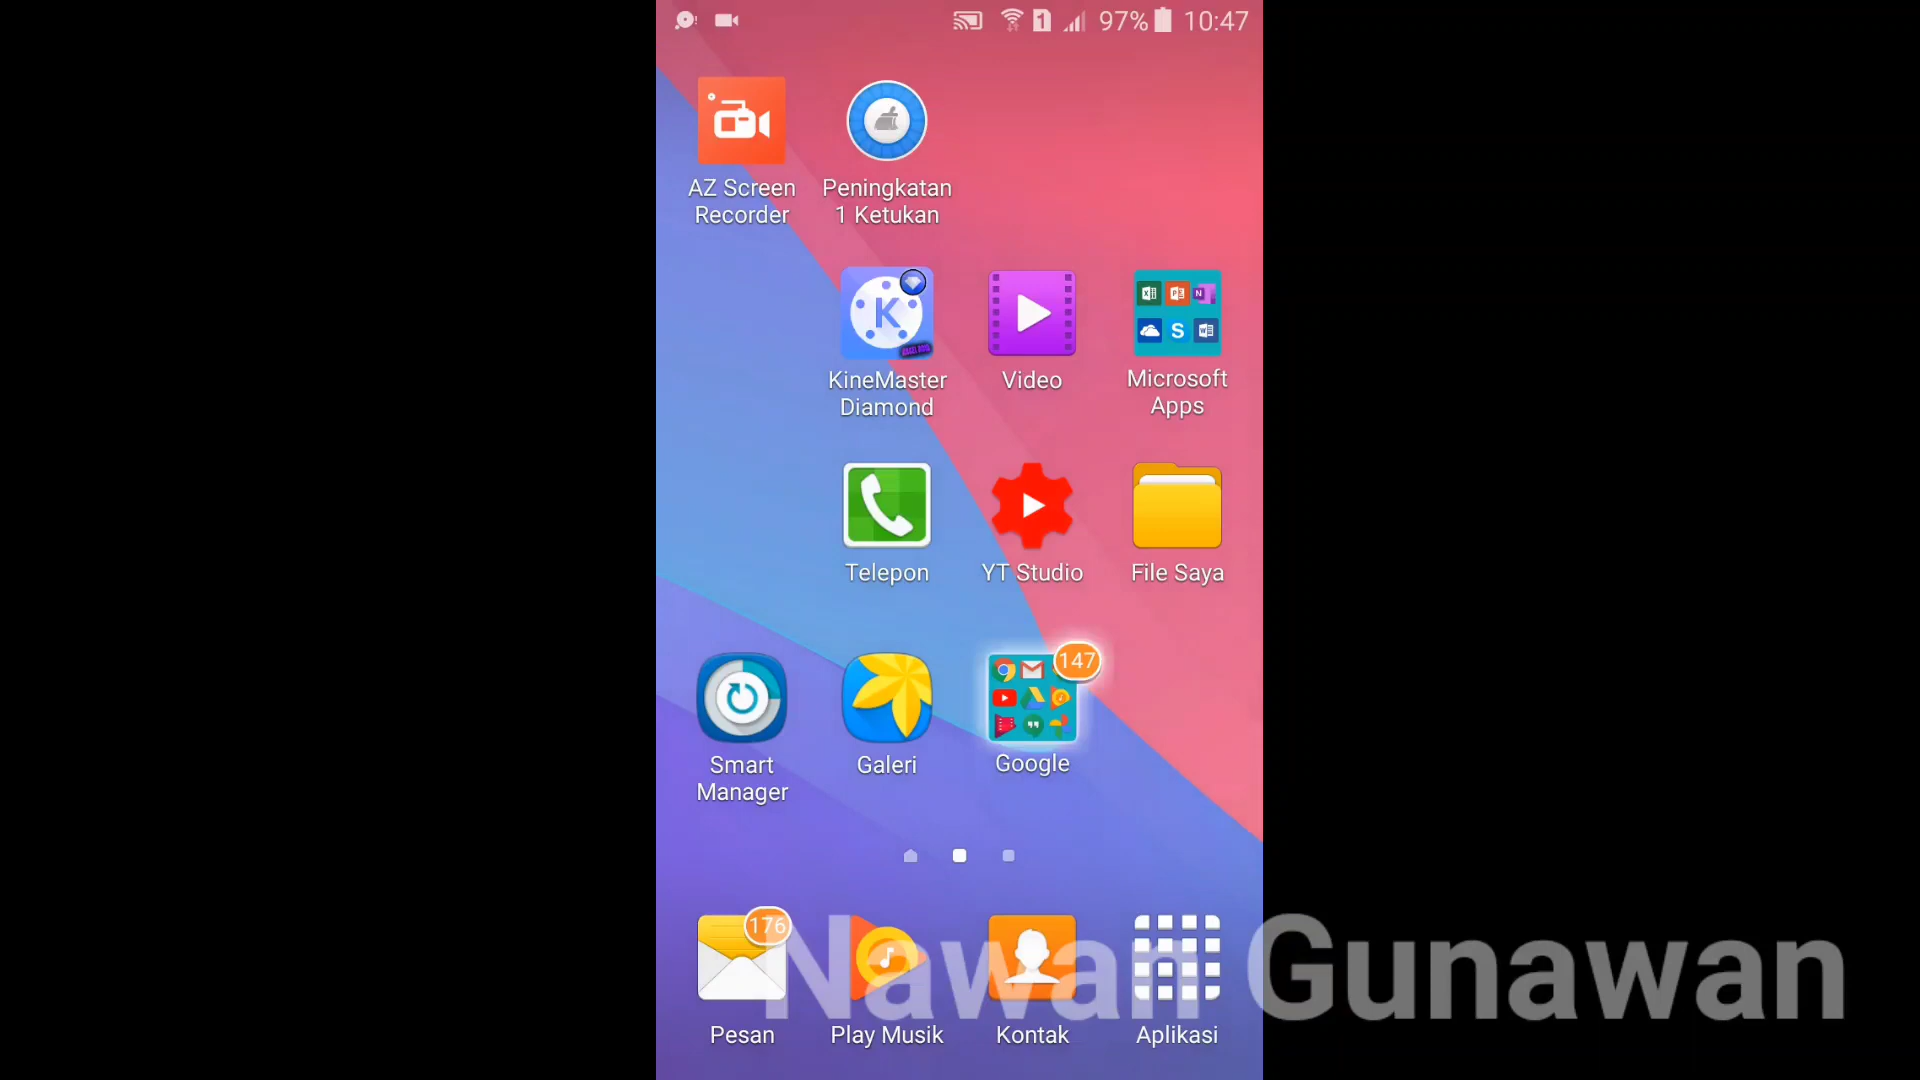 1 97% 10:47
AZ Screen
Recorder
Peningkatan
1 Ketukan
K
KineMaster
Diamond
Video
Microsoft
Apps
Telepon
YT Studio
File Saya
Smart
Manager
Galeri
147
Google
176
Nawan Gunawan
Pesan
Play Musik
Kontak
Aplikasi